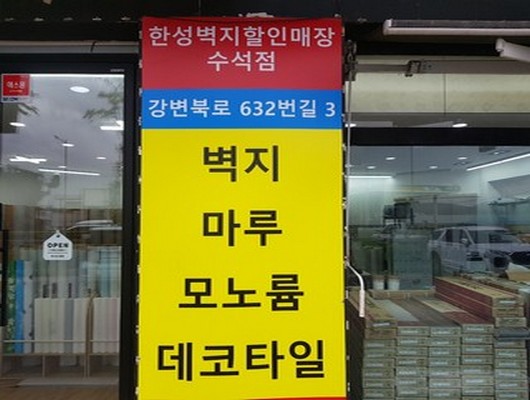 한성벽지할인매장
수석점
강변북로 632번길 3
벽지
마루
모노륨
데코타일
OPEN